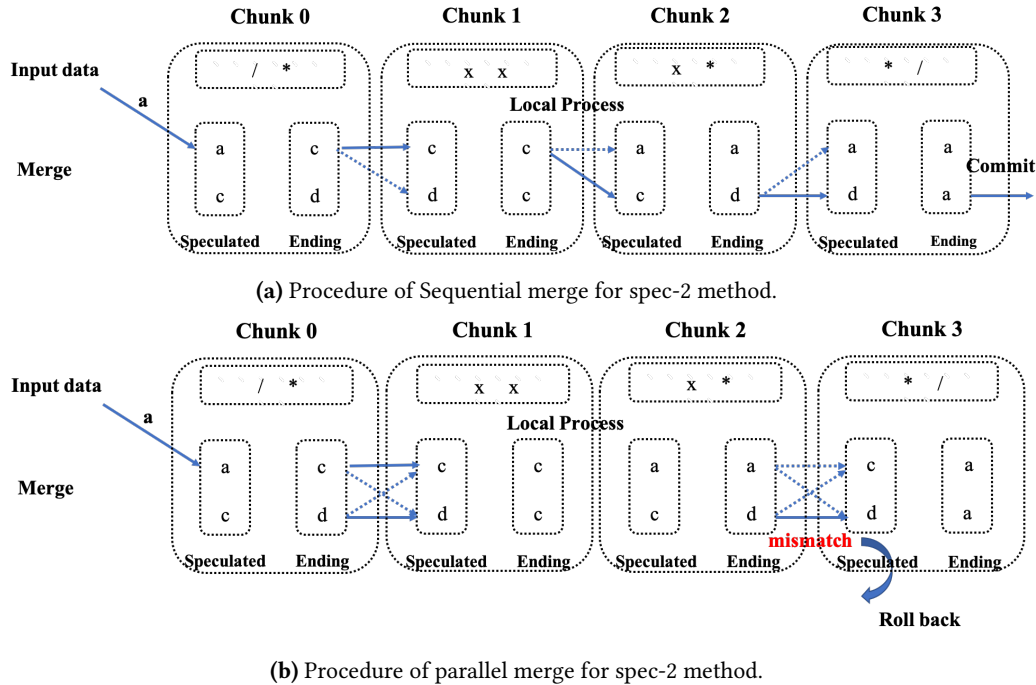 Chunk 0 Chunk 1 Chunk 2 Chunk 3
Input data / * x x x * * /
a Local Process
a c c c a a a a
Merge Commit
c d d c c d d a
Speculated Ending Speculated Ending Speculated Ending Speculated Ending
(a) Procedure of Sequential merge for spec-2 method.
Chunk 0 Chunk 1 Chunk 2 Chunk 3
Input data / * x x x * * /
a Local Process
a c c c a a c a
Merge
c d d c c d d a
mismatch
Speculated Ending Speculated Ending Speculated Ending Speculated Ending
Roll back
(b) Procedure of parallel merge for spec-2 method.